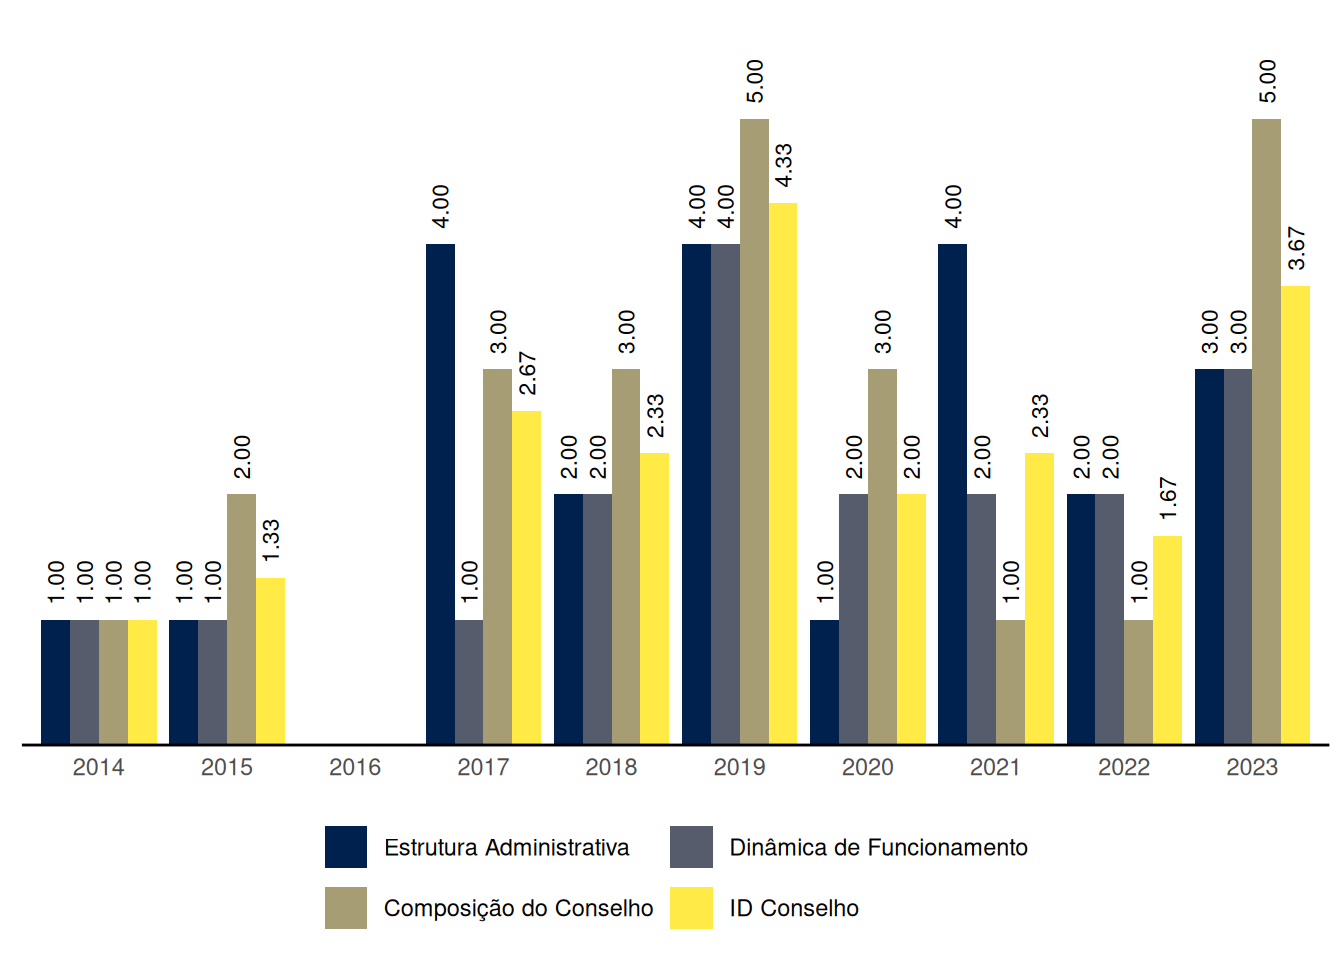 1.00 1.00 1.00 1.00
1.00 1.00 2.00 1.33
4.00 1.00 3.00 2.67
2.00 2.00 3.00 2.33
4.00 4.00 5.00 4.33
1.00 2.00 3.00 2.00
4.00 2.00 1.00 2.33
2.00 2.00 1.00 1.67
3.00 3.00 5.00 3.67
2014 2015 2016 2017 2018 2019 2020 2021 2022 2023
Estrutura Administrativa Dinâmica de Funcionamento
Composição do Conselho ID Conselho